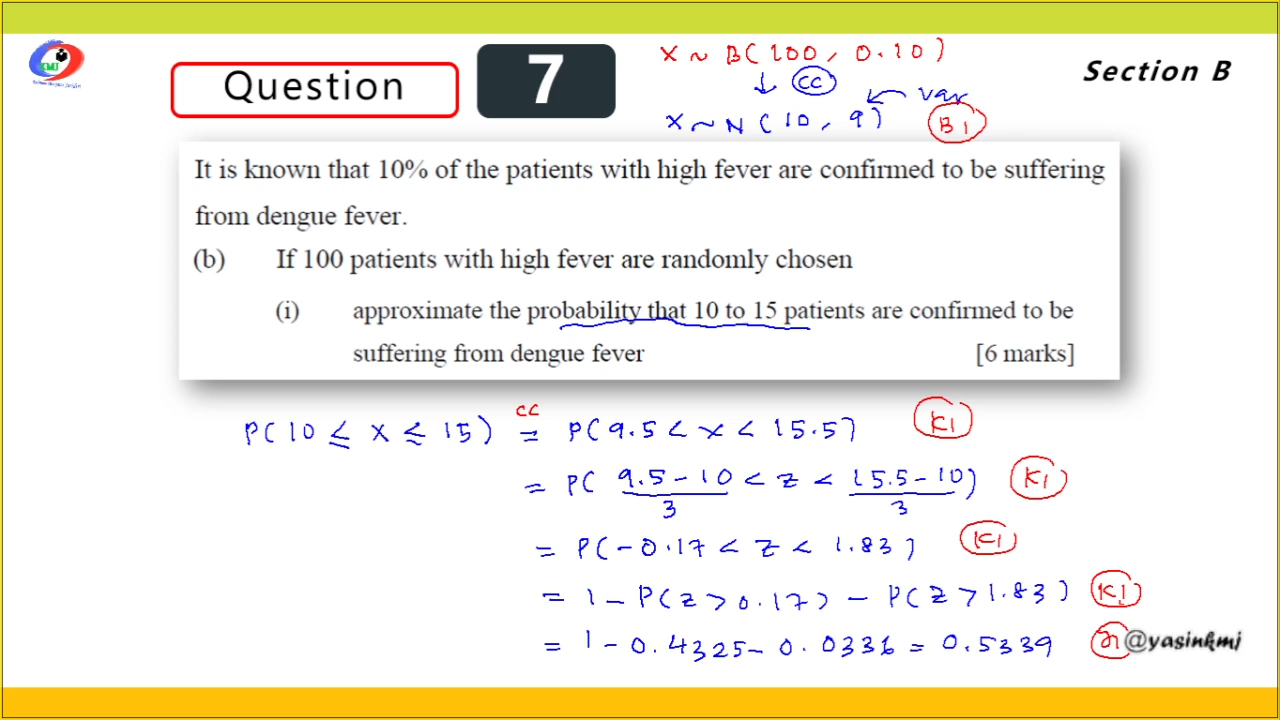 X ~ B(100, 0.10)
↓ CC
X ~ N(10, 9) ← var B1
Question 7
Section B
KMJ
It is known that 10% of the patients with high fever are confirmed to be suffering
from dengue fever.
(b) If 100 patients with high fever are randomly chosen
(i) approximate the probability that 10 to 15 patients are confirmed to be
suffering from dengue fever [6 marks]
P(10 ≤ X ≤ 15) cc = P(9.5 < X < 15.5) K1
= P( (9.5 - 10)/3 < Z < (15.5 - 10)/3 ) K1
= P(-0.17 < Z < 1.83) K1
= 1 - P(Z > 0.17) - P(Z > 1.83) K1
= 1 - 0.4325 - 0.0336 = 0.5339 @yasinkmj